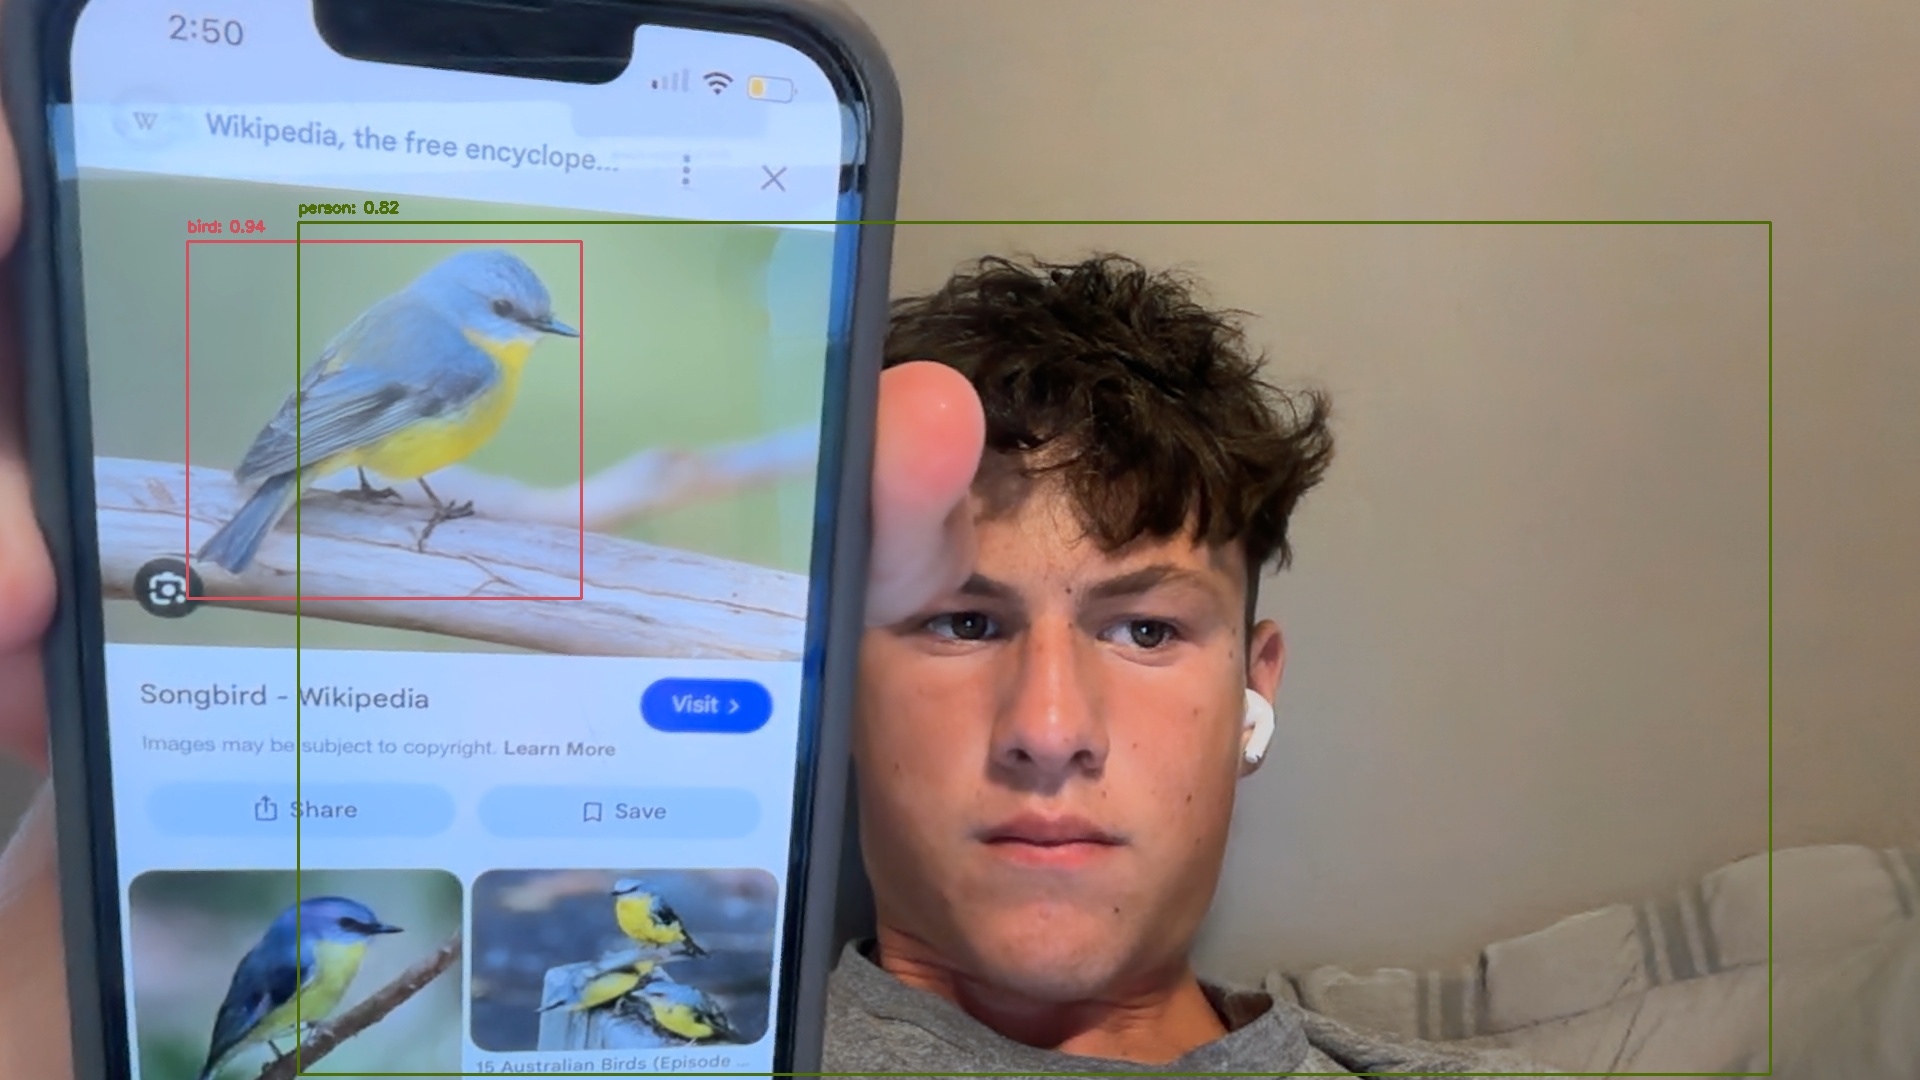 2:50
W
Wikipedia, the free encyclope...
person: 0.82
bird: 0.94
Songbird - Wikipedia
Visit >
Images may be subject to copyright. Learn More
Share
Save
15 Australian Birds (Episode ...